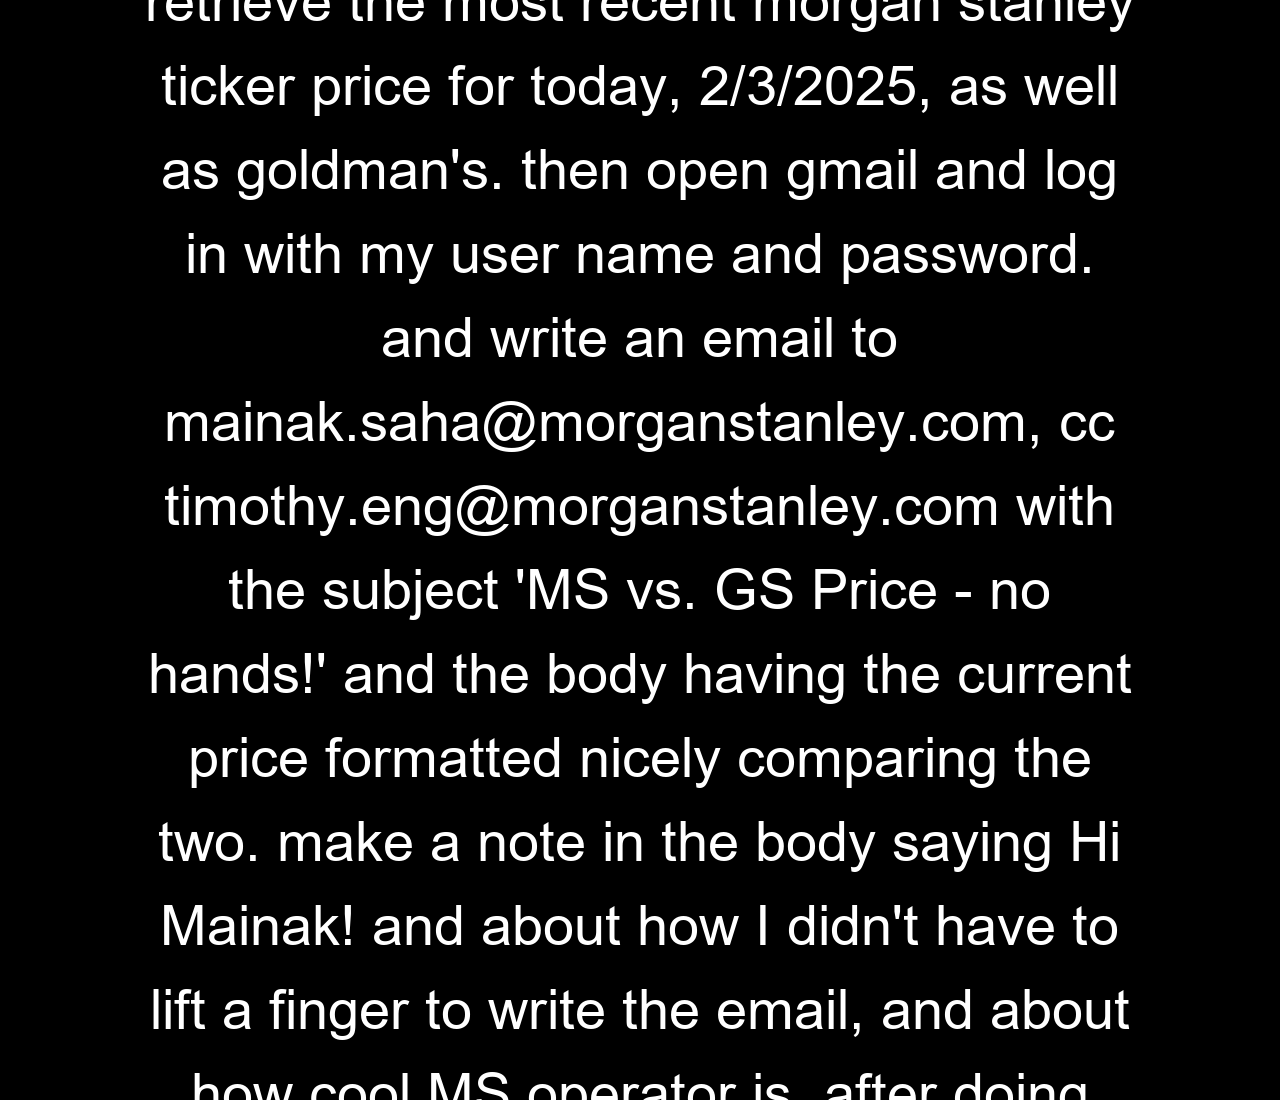 retrieve the most recent morgan stanley
ticker price for today, 2/3/2025, as well
as goldman's. then open gmail and log
in with my user name and password.
and write an email to
mainak.saha@morganstanley.com, cc
timothy.eng@morganstanley.com with
the subject 'MS vs. GS Price - no
hands!' and the body having the current
price formatted nicely comparing the
two. make a note in the body saying Hi
Mainak! and about how I didn't have to
lift a finger to write the email, and about
how cool MS operator is. after doing